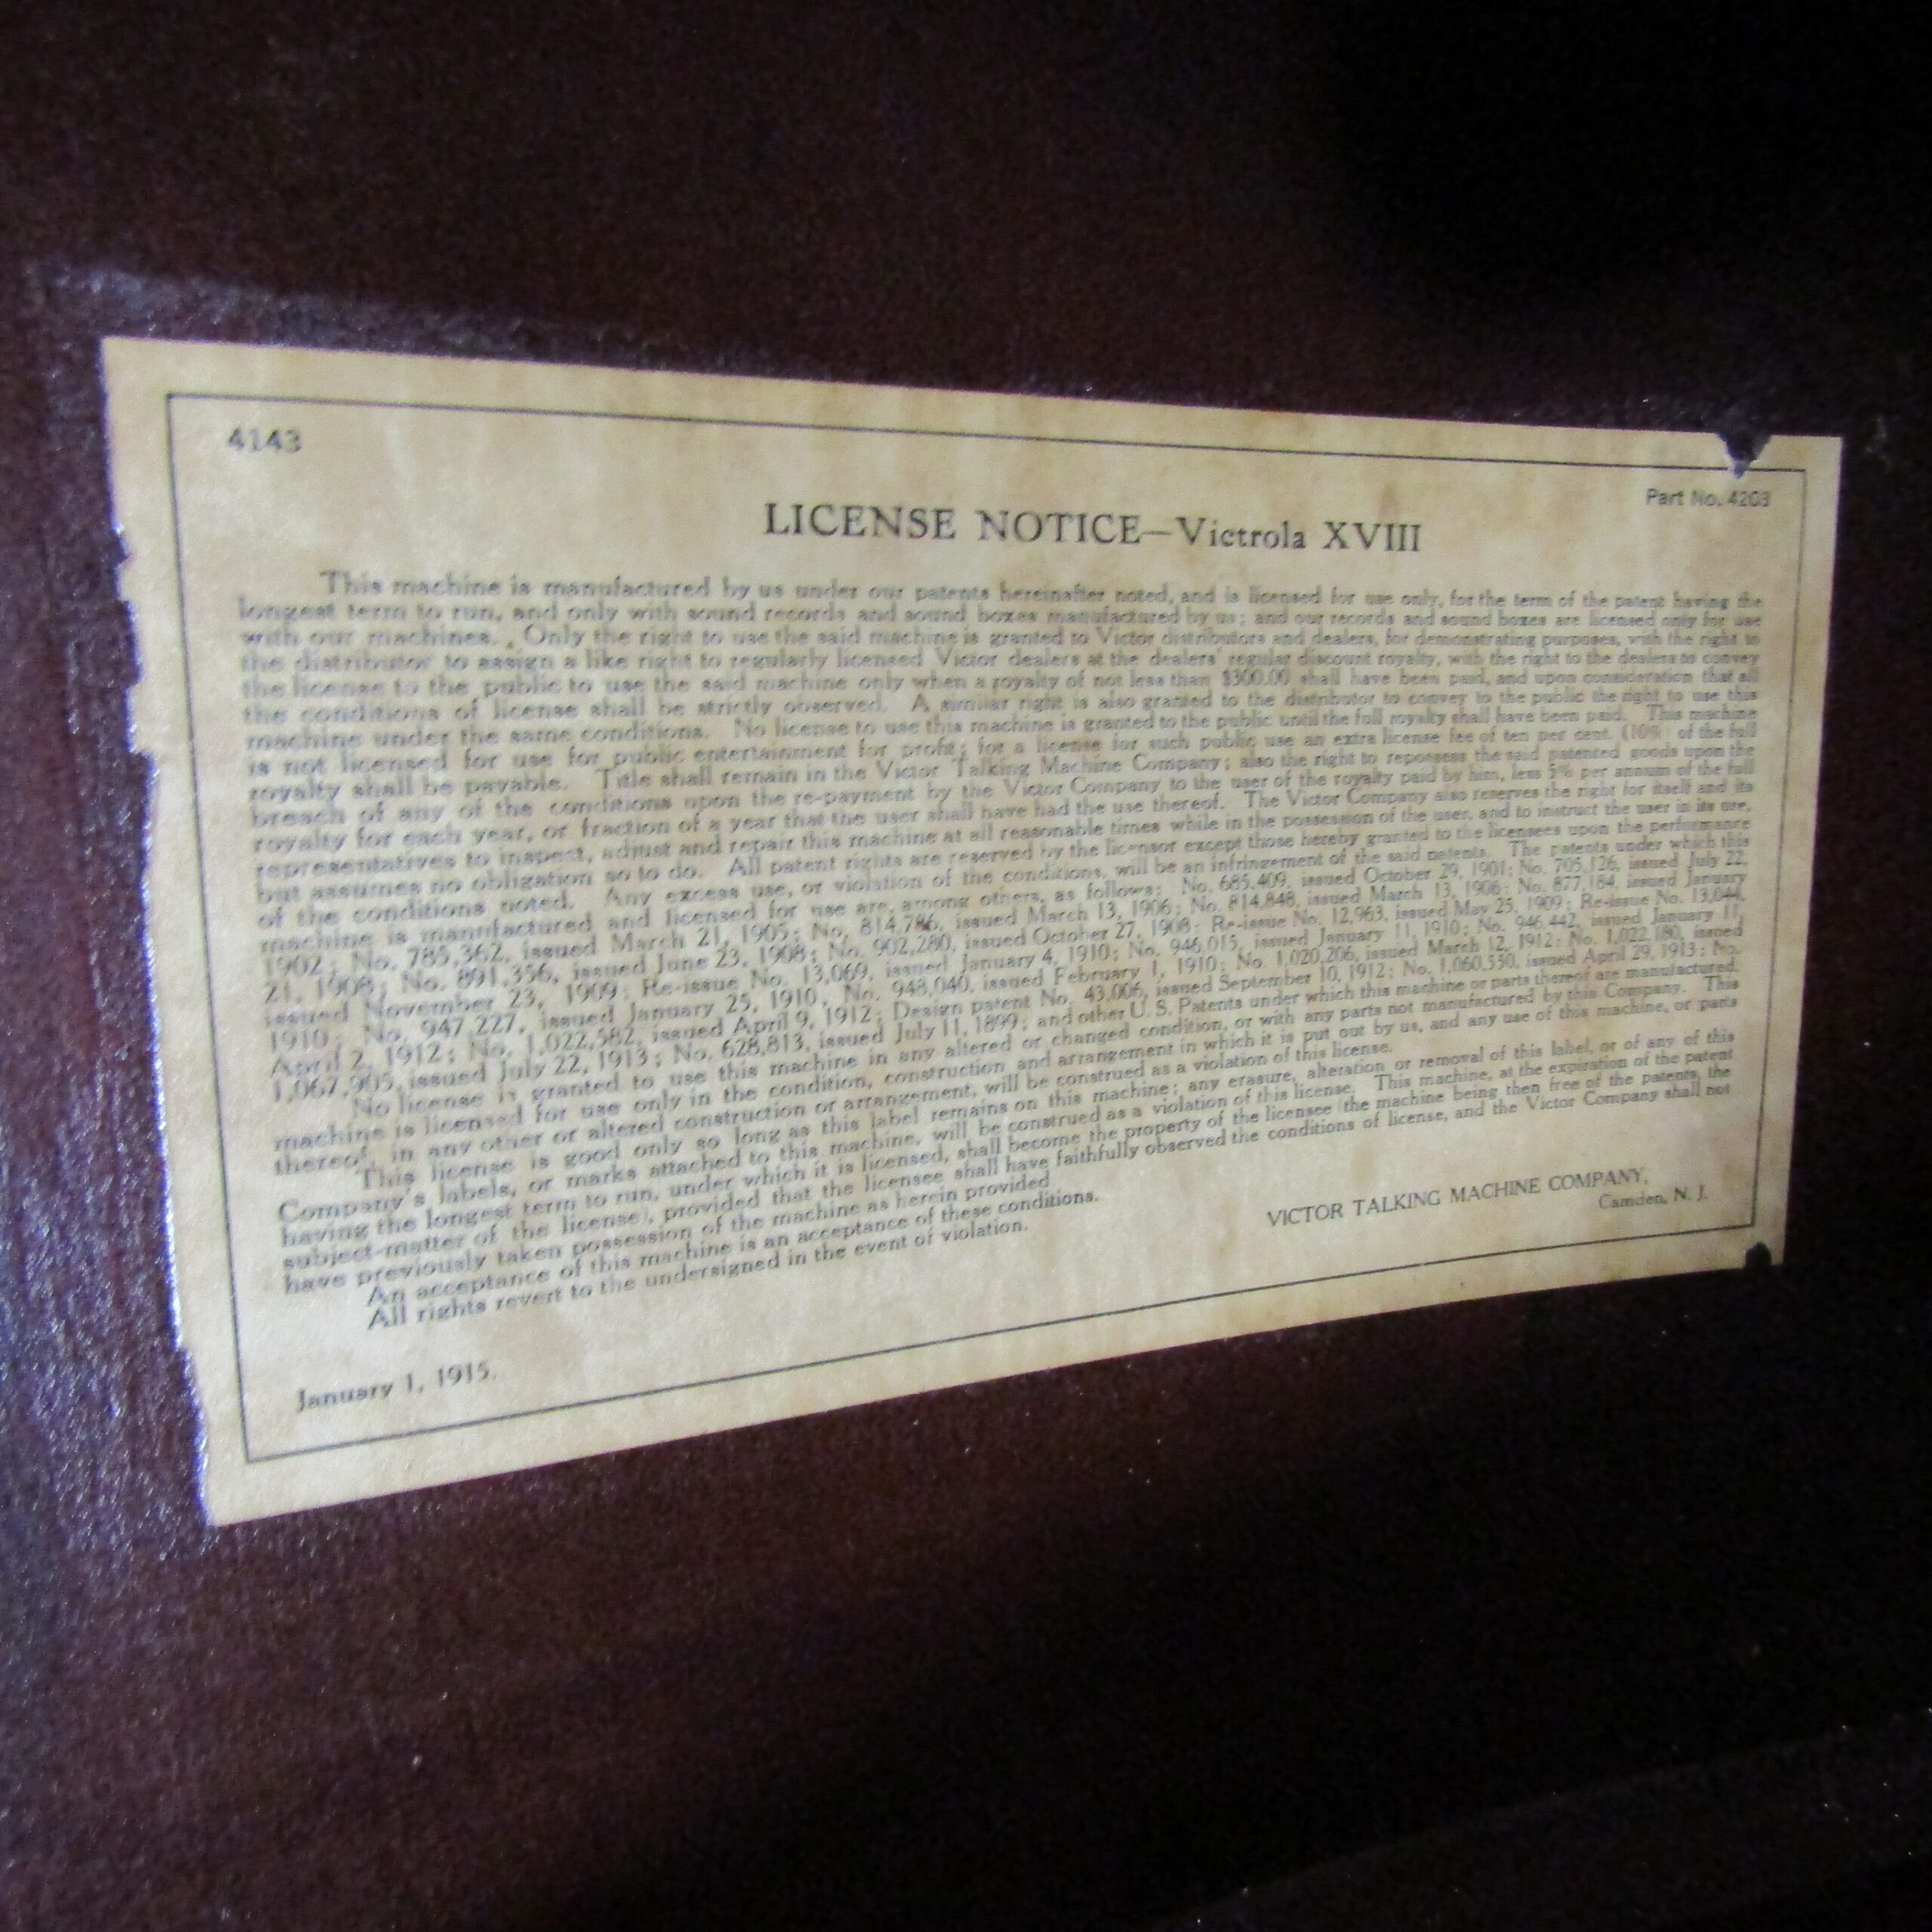 4143
Part No. 4203
LICENSE NOTICE—Victrola XVIII
This machine is manufactured by us under our patents hereinafter noted, and is licensed for use only, for the term of the patent having the
longest term to run, and only with sound records and sound boxes manufactured by us; and our records and sound boxes are licensed only for use
with our machines. Only the right to use the said machine is granted to Victor distributors and dealers, for demonstrating purposes, with the right to
the distributor to assign a like right to regularly licensed Victor dealers at the dealers' regular discount royalty, with the right to the dealers to convey
the license to the public to use the said machine only when a royalty of not less than $300.00 shall have been paid, and upon consideration that all
the conditions of license shall be strictly observed. A similar right is also granted to the distributor to convey to the public the right to use this
machine under the same conditions. No license to use this machine is granted to the public until the full royalty shall have been paid. This machine
is not licensed for use for public entertainment for profit; for a license for such public use an extra license fee of ten per cent. (10% of the full
royalty shall be payable. Title shall remain in the Victor Talking Machine Company; also the right to repossess the said patented goods upon the
breach of any of the conditions upon the re-payment by the Victor Company to the user of the royalty paid by him, less 5% per annum of the full
royalty for each year, or fraction of a year that the user shall have had the use thereof. The Victor Company also reserves the right for itself and its
representatives to inspect, adjust and repair this machine at all reasonable times while in the possession of the user, and to instruct the user in its use,
but assumes no obligation so to do. All patent rights are reserved by the licensor except those hereby granted to the licensees upon the performance
of the conditions noted. Any excess use, or violation of the conditions, will be an infringement of the said patents. The patents under which this
machine is manufactured and licensed for use are, among others, as follows: No. 685,409, issued October 29, 1901; No. 705,126, issued July 22,
1902; No. 785,362, issued March 21, 1905; No. 814,786, issued March 13, 1906; No. 814,848, issued March 13, 1906; No. 877,184, issued January
21, 1908; No. 891,356, issued June 23, 1908; No. 902,280, issued October 27, 1908; Re-issue No. 12,963, issued May 25, 1909; Re-issue No. 13,044,
issued November 23, 1909; Re-issue No. 13,069, issued January 4, 1910; No. 946,015, issued January 11, 1910; No. 946,442, issued January 11,
1910; No. 947,227, issued January 25, 1910; No. 948,040, issued February 1, 1910; No. 1,020,206, issued March 12, 1912; No. 1,022,180, issued
April 2, 1912; No. 1,022,582, issued April 9, 1912; Design patent No. 43,006, issued September 10, 1912; No. 1,060,550, issued April 29, 1913; No.
1,067,905, issued July 22, 1913; No. 628,813, issued July 11, 1899; and other U. S. Patents under which this machine or parts thereof are manufactured.
No license is granted to use this machine in any altered or changed condition, or with any parts not manufactured by this Company. This
machine is licensed for use only in the condition, construction and arrangement in which it is put out by us, and any use of this machine, or parts
thereof, in any other or altered construction or arrangement, will be construed as a violation of this license.
This license is good only so long as this label remains on this machine; any erasure, alteration or removal of this label, or of any of this
Company's labels, or marks attached to this machine, will be construed as a violation of this license. This machine, at the expiration of the patent
having the longest term to run, under which it is licensed, shall become the property of the licensee (the machine being then free of the patents, the
subject-matter of the license), provided that the licensee shall have faithfully observed the conditions of license, and the Victor Company shall not
have previously taken possession of the machine as herein provided
An acceptance of this machine is an acceptance of these conditions.
All rights revert to the undersigned in the event of violation.
VICTOR TALKING MACHINE COMPANY,
Camden, N. J.
January 1, 1915.